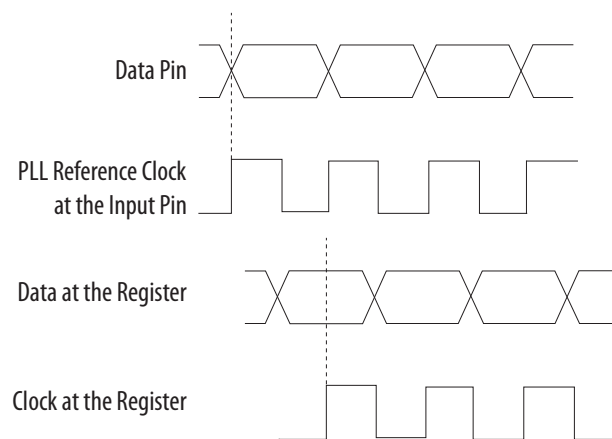 Data Pin
PLL Reference Clock
at the Input Pin
Data at the Register
Clock at the Register